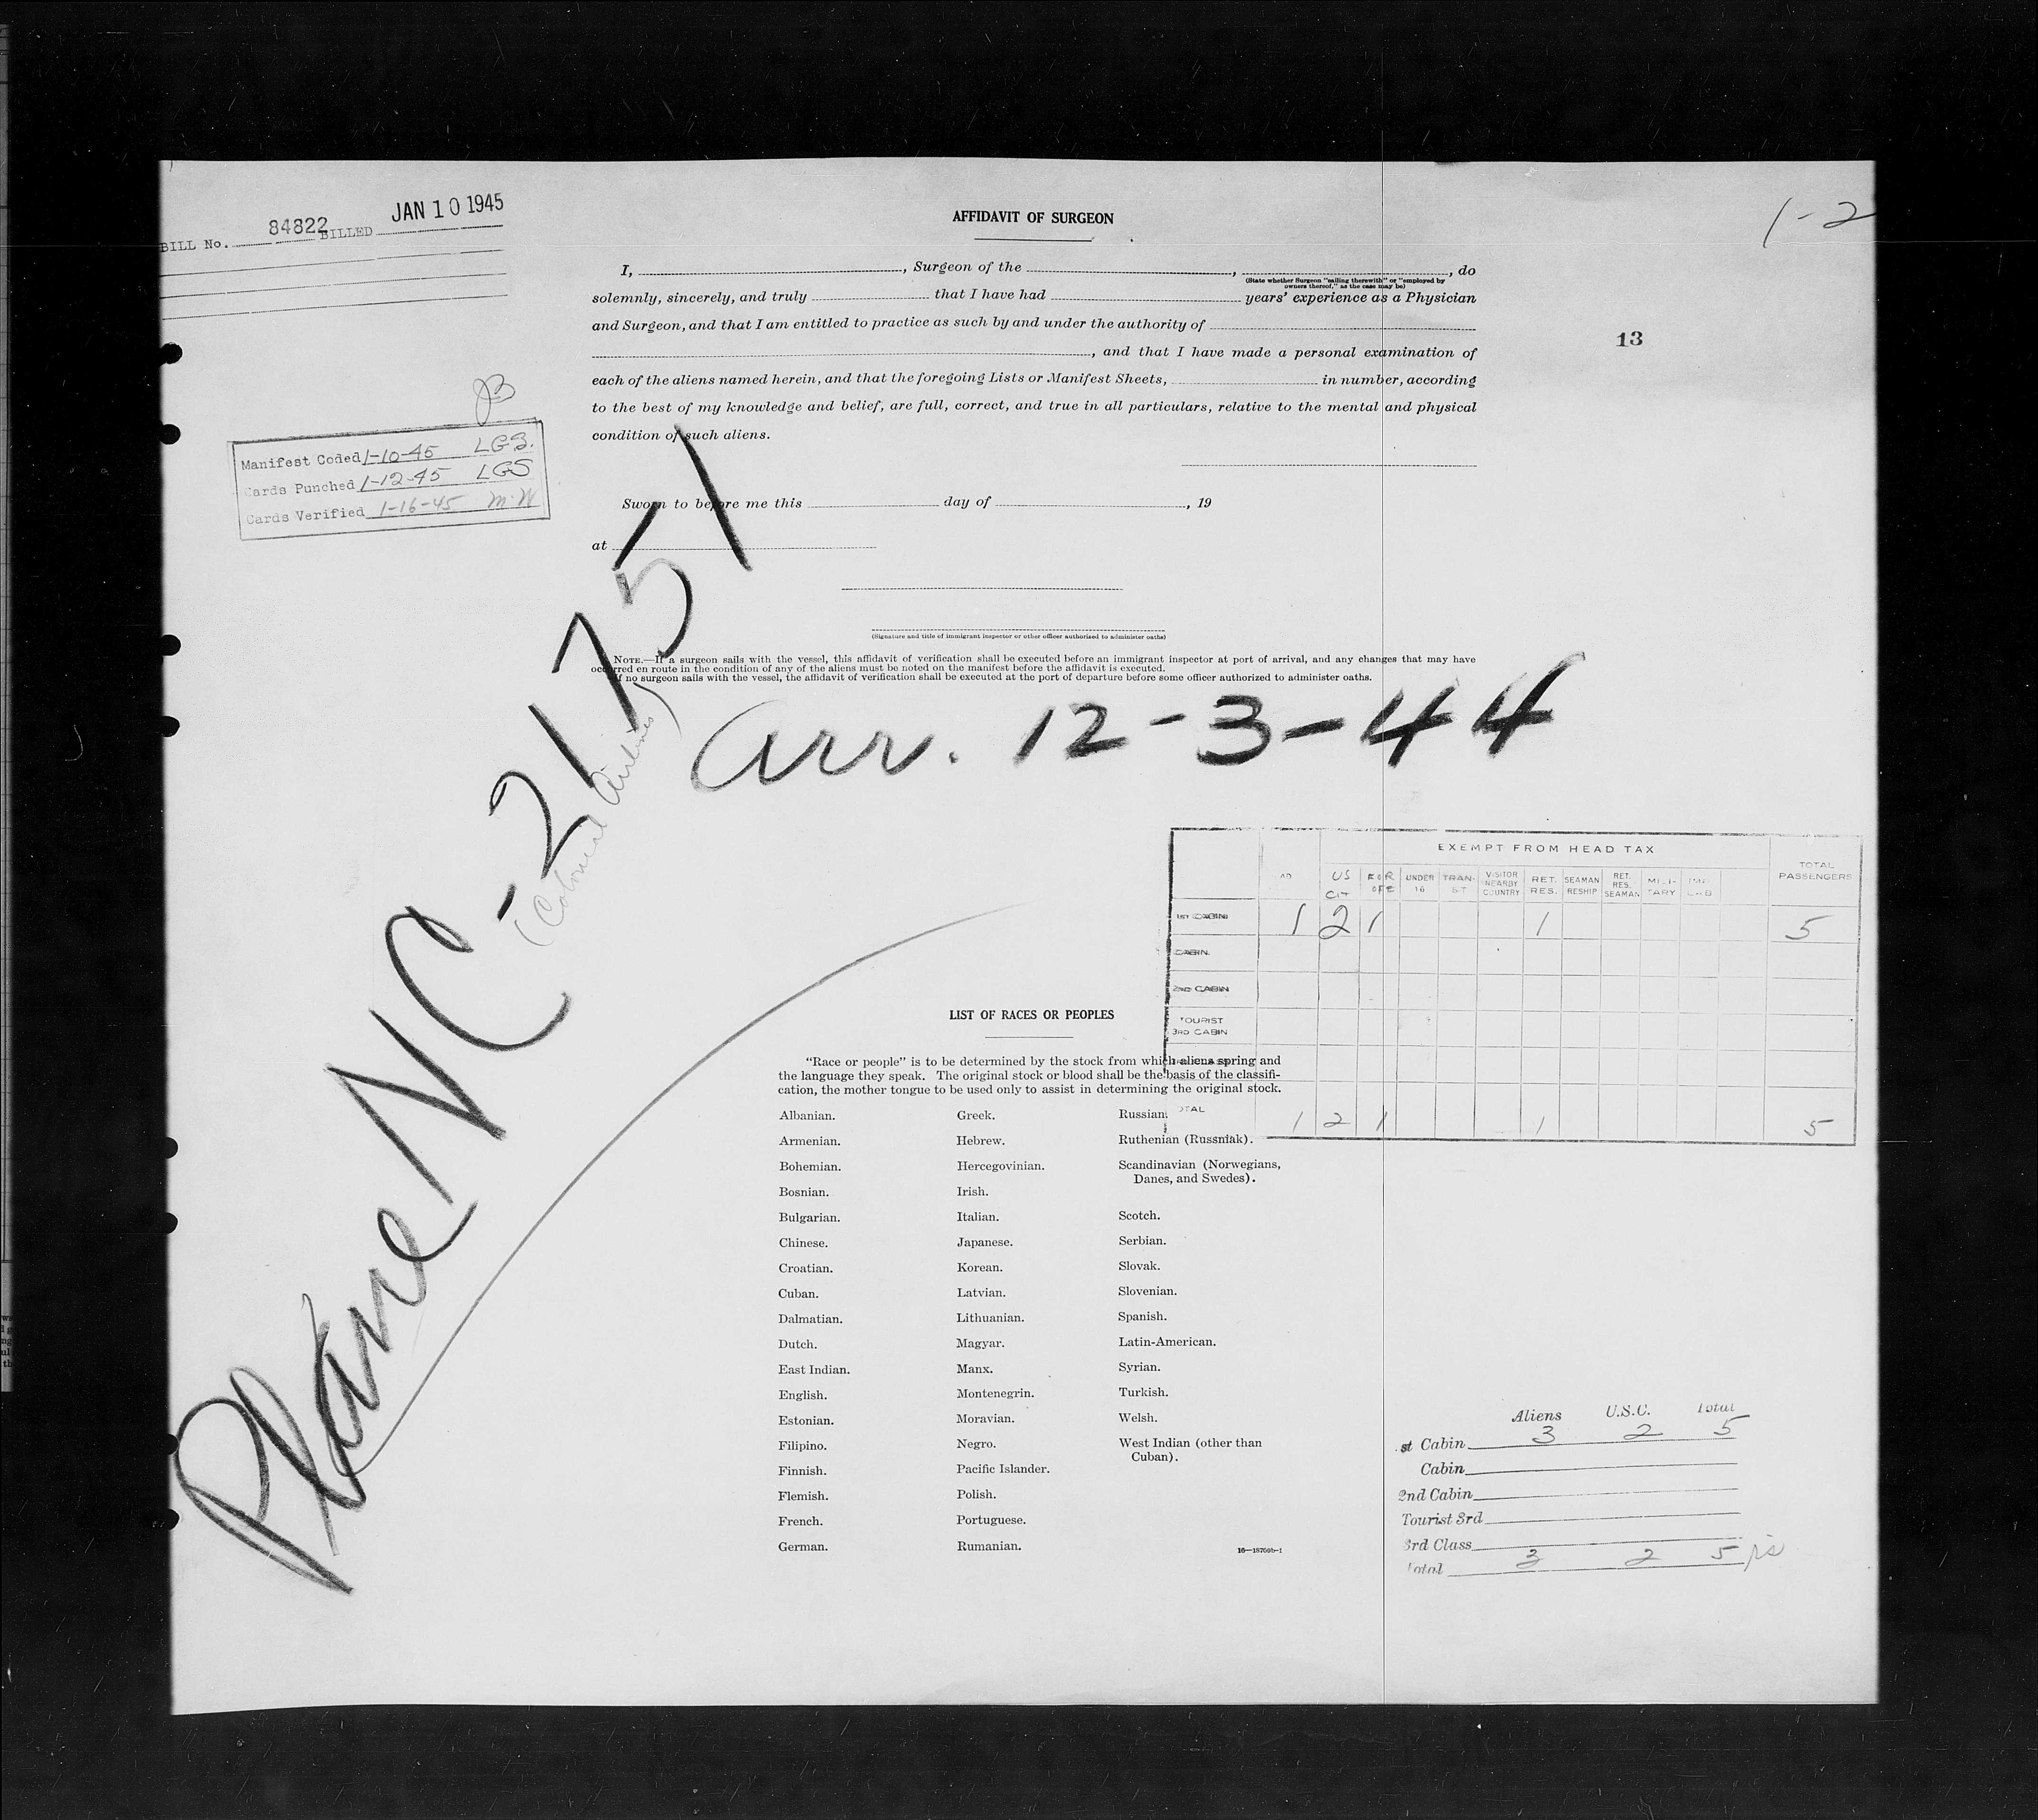 BILL No. 84822 BILLED JAN 10 1945
1-2
13
AFFIDAVIT OF SURGEON
I, , Surgeon of the , , do
(State whether Surgeon "sailing therewith" or "employed by
owners thereof," as the case may be)
solemnly, sincerely, and truly that I have had years' experience as a Physician
and Surgeon, and that I am entitled to practice as such by and under the authority of
, and that I have made a personal examination of
each of the aliens named herein, and that the foregoing Lists or Manifest Sheets, in number, according
to the best of my knowledge and belief, are full, correct, and true in all particulars, relative to the mental and physical
condition of such aliens.
Manifest Coded 1-10-45 LGS.
Cards Punched 1-12-45 LGS
Cards Verified 1-16-45 M.W
Sworn to before me this day of , 19
at
(Signature and title of immigrant inspector or other officer authorized to administer oaths)
NOTE.—If a surgeon sails with the vessel, this affidavit of verification shall be executed before an immigrant inspector at port of arrival, and any changes that may have
occurred en route in the condition of any of the aliens must be noted on the manifest before the affidavit is executed.
If no surgeon sails with the vessel, the affidavit of verification shall be executed at the port of departure before some officer authorized to administer oaths.
Plane NC-21751
(Colonial Airlines)
arr. 12-3-44
EXEMPT FROM HEAD TAX
US CIT FOR OFF UNDER 16 TRANSIT VISITOR NEARBY COUNTRY RET. RES. SEAMAN RESHIP RET. RES. SEAMAN MILITARY TOTAL PASSENGERS
1ST CABIN 1 2 1 1 5
CABIN
2ND CABIN
TOURIST
3RD CABIN
TOTAL 1 2 1 1 5
LIST OF RACES OR PEOPLES
"Race or people" is to be determined by the stock from which aliens spring and
the language they speak. The original stock or blood shall be the basis of the classifi-
cation, the mother tongue to be used only to assist in determining the original stock.
Albanian.
Armenian.
Bohemian.
Bosnian.
Bulgarian.
Chinese.
Croatian.
Cuban.
Dalmatian.
Dutch.
East Indian.
English.
Estonian.
Filipino.
Finnish.
Flemish.
French.
German.
Greek.
Hebrew.
Hercegovinian.
Irish.
Italian.
Japanese.
Korean.
Latvian.
Lithuanian.
Magyar.
Manx.
Montenegrin.
Moravian.
Negro.
Pacific Islander.
Polish.
Portuguese.
Rumanian.
Russian.
Ruthenian (Russniak).
Scandinavian (Norwegians,
Danes, and Swedes).
Scotch.
Serbian.
Slovak.
Slovenian.
Spanish.
Latin-American.
Syrian.
Turkish.
Welsh.
West Indian (other than
Cuban).
16—18709b-1
Aliens U.S.C. Total
st Cabin 3 2 5
Cabin
2nd Cabin
Tourist 3rd
3rd Class
Total 3 2 5